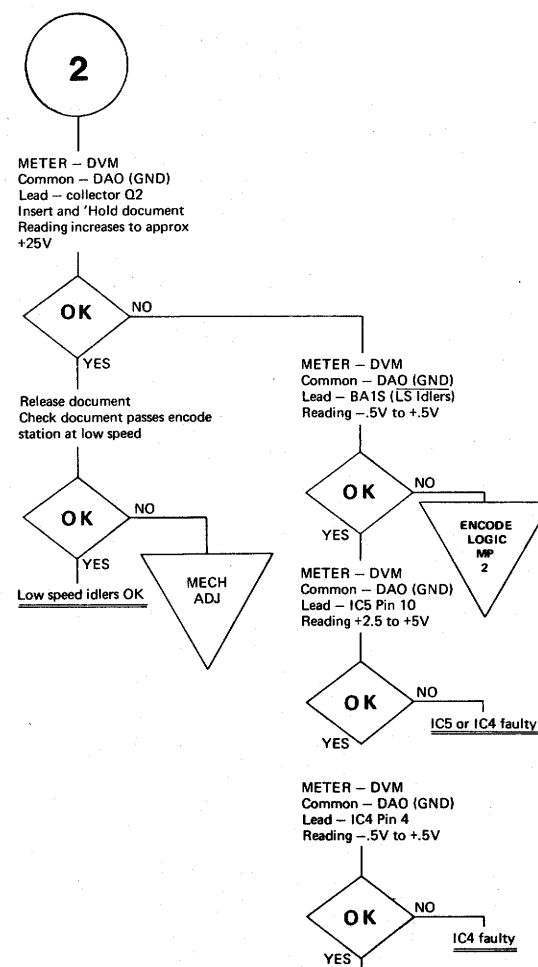 2
METER – DVM
Common – DAO (GND)
Lead – collector Q2
Insert and 'Hold document
Reading increases to approx
+25V
OK
NO
YES
Release document
Check document passes encode
station at low speed
OK
NO
YES
Low speed idlers OK
MECH
ADJ
METER – DVM
Common – DAO (GND)
Lead – BA1S (LS Idlers)
Reading –.5V to +.5V
OK
NO
YES
ENCODE
LOGIC
MP
2
METER – DVM
Common – DAO (GND)
Lead – IC5 Pin 10
Reading +2.5 to +5V
OK
NO
YES
IC5 or IC4 faulty
METER – DVM
Common – DAO (GND)
Lead – IC4 Pin 4
Reading –.5V to +.5V
OK
NO
YES
IC4 faulty